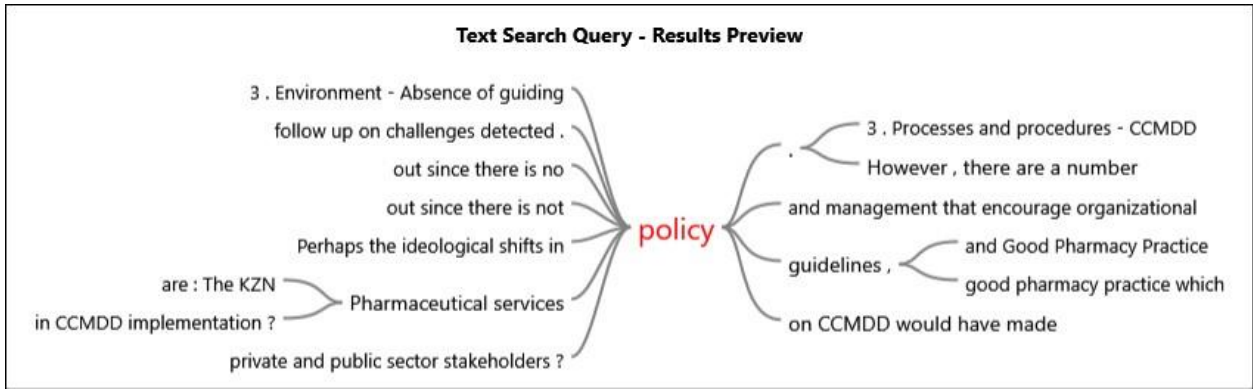 Text Search Query - Results Preview
3 . Environment - Absence of guiding
follow up on challenges detected .
out since there is no
out since there is not
Perhaps the ideological shifts in
are : The KZN
in CCMDD implementation ?
Pharmaceutical services
private and public sector stakeholders ?
policy
.
3 . Processes and procedures - CCMDD
However , there are a number
and management that encourage organizational
guidelines ,
and Good Pharmacy Practice
good pharmacy practice which
on CCMDD would have made